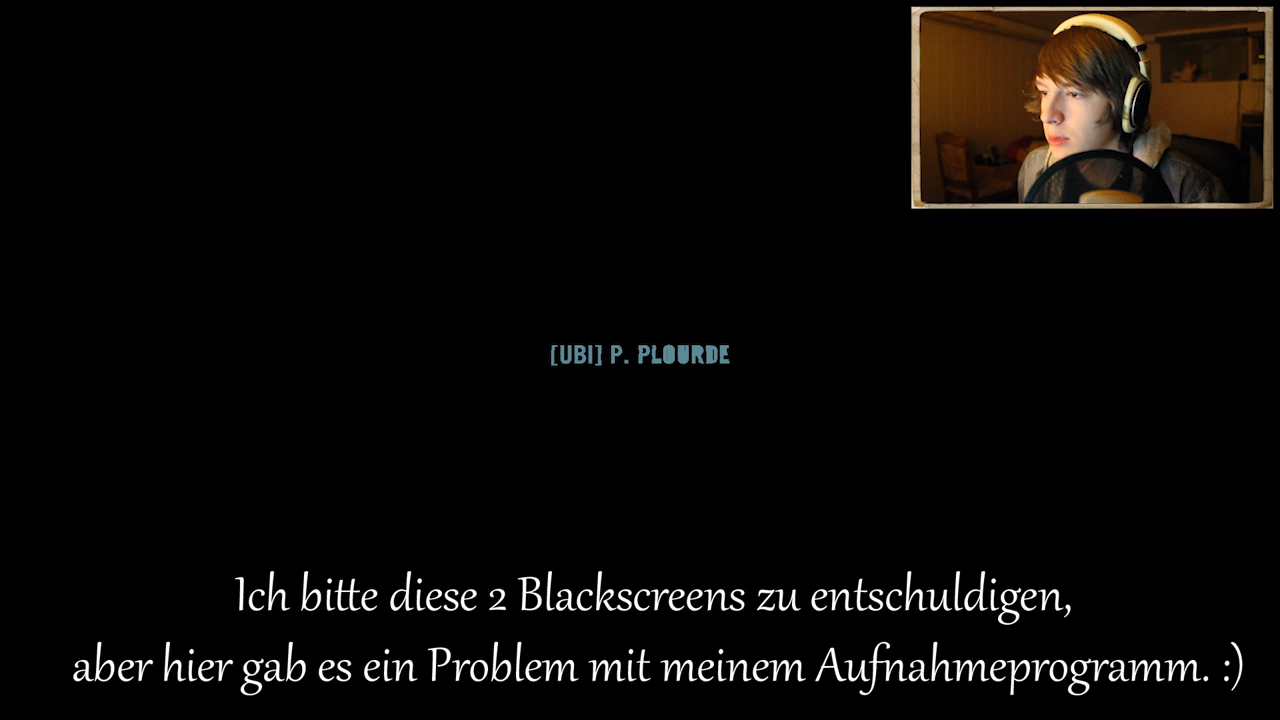 [UBI] P. PLOURDE
Ich bitte diese 2 Blackscreens zu entschuldigen,
aber hier gab es ein Problem mit meinem Aufnahmeprogramm. :)